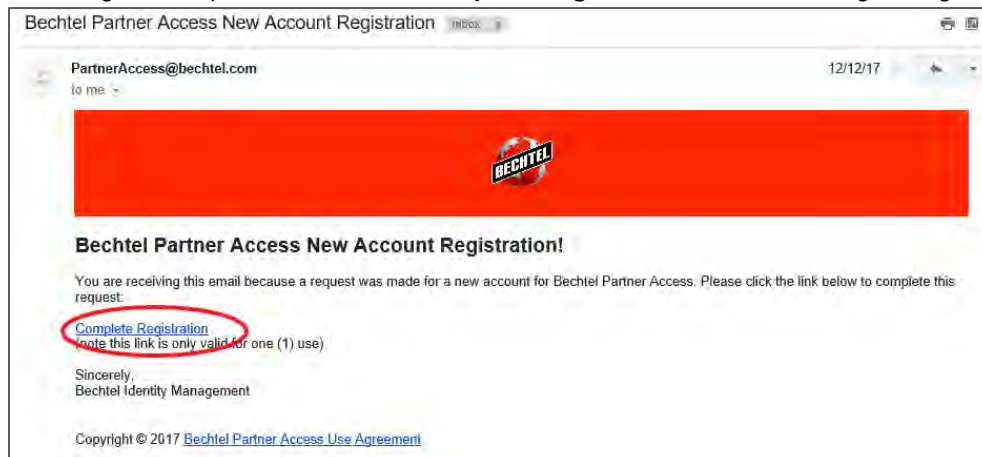 Bechtel Partner Access New Account Registration
PartnerAccess@bechtel.com 12/12/17
to me
BECHTEL
Bechtel Partner Access New Account Registration!
You are receiving this email because a request was made for a new account for Bechtel Partner Access. Please click the link below to complete this
request:
Complete Registration
(note this link is only valid for one (1) use)
Sincerely,
Bechtel Identity Management
Copyright © 2017 Bechtel Partner Access Use Agreement